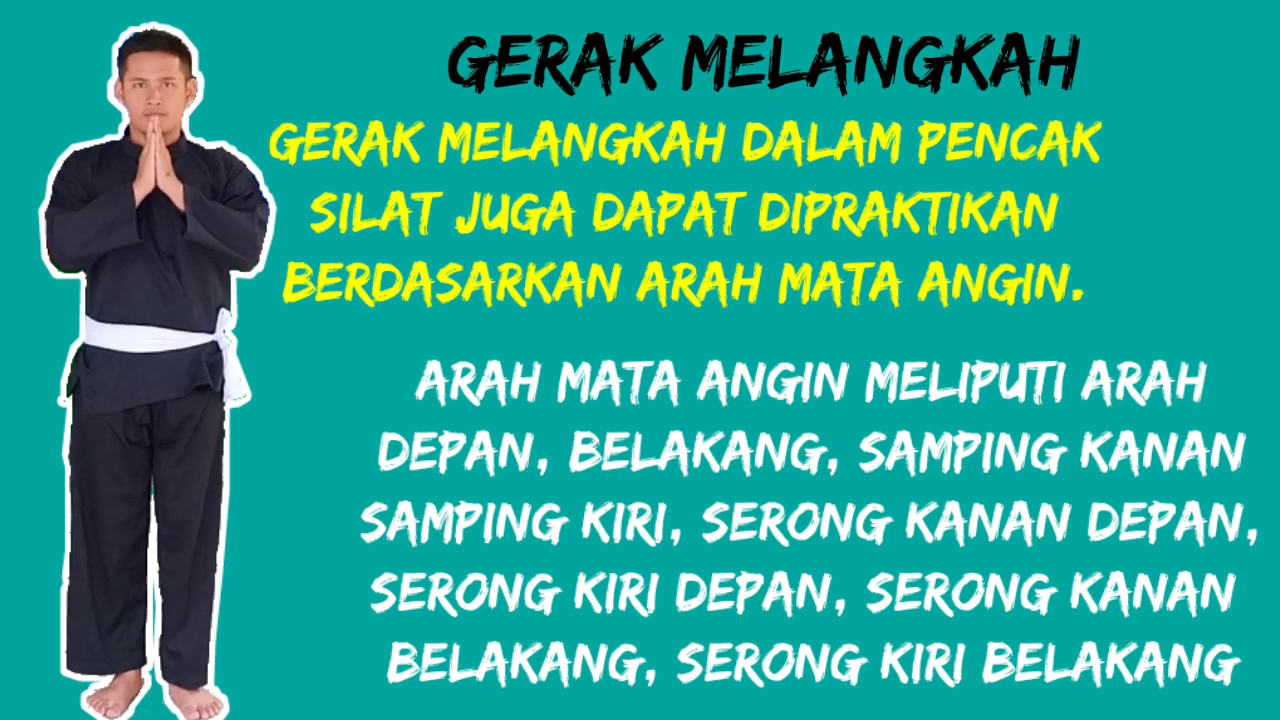 GERAK MELANGKAH
GERAK MELANGKAH DALAM PENCAK
SILAT JUGA DAPAT DIPRAKTIKAN
BERDASARKAN ARAH MATA ANGIN.
ARAH MATA ANGIN MELIPUTI ARAH
DEPAN, BELAKANG, SAMPING KANAN
SAMPING KIRI, SERONG KANAN DEPAN,
SERONG KIRI DEPAN, SERONG KANAN
BELAKANG, SERONG KIRI BELAKANG